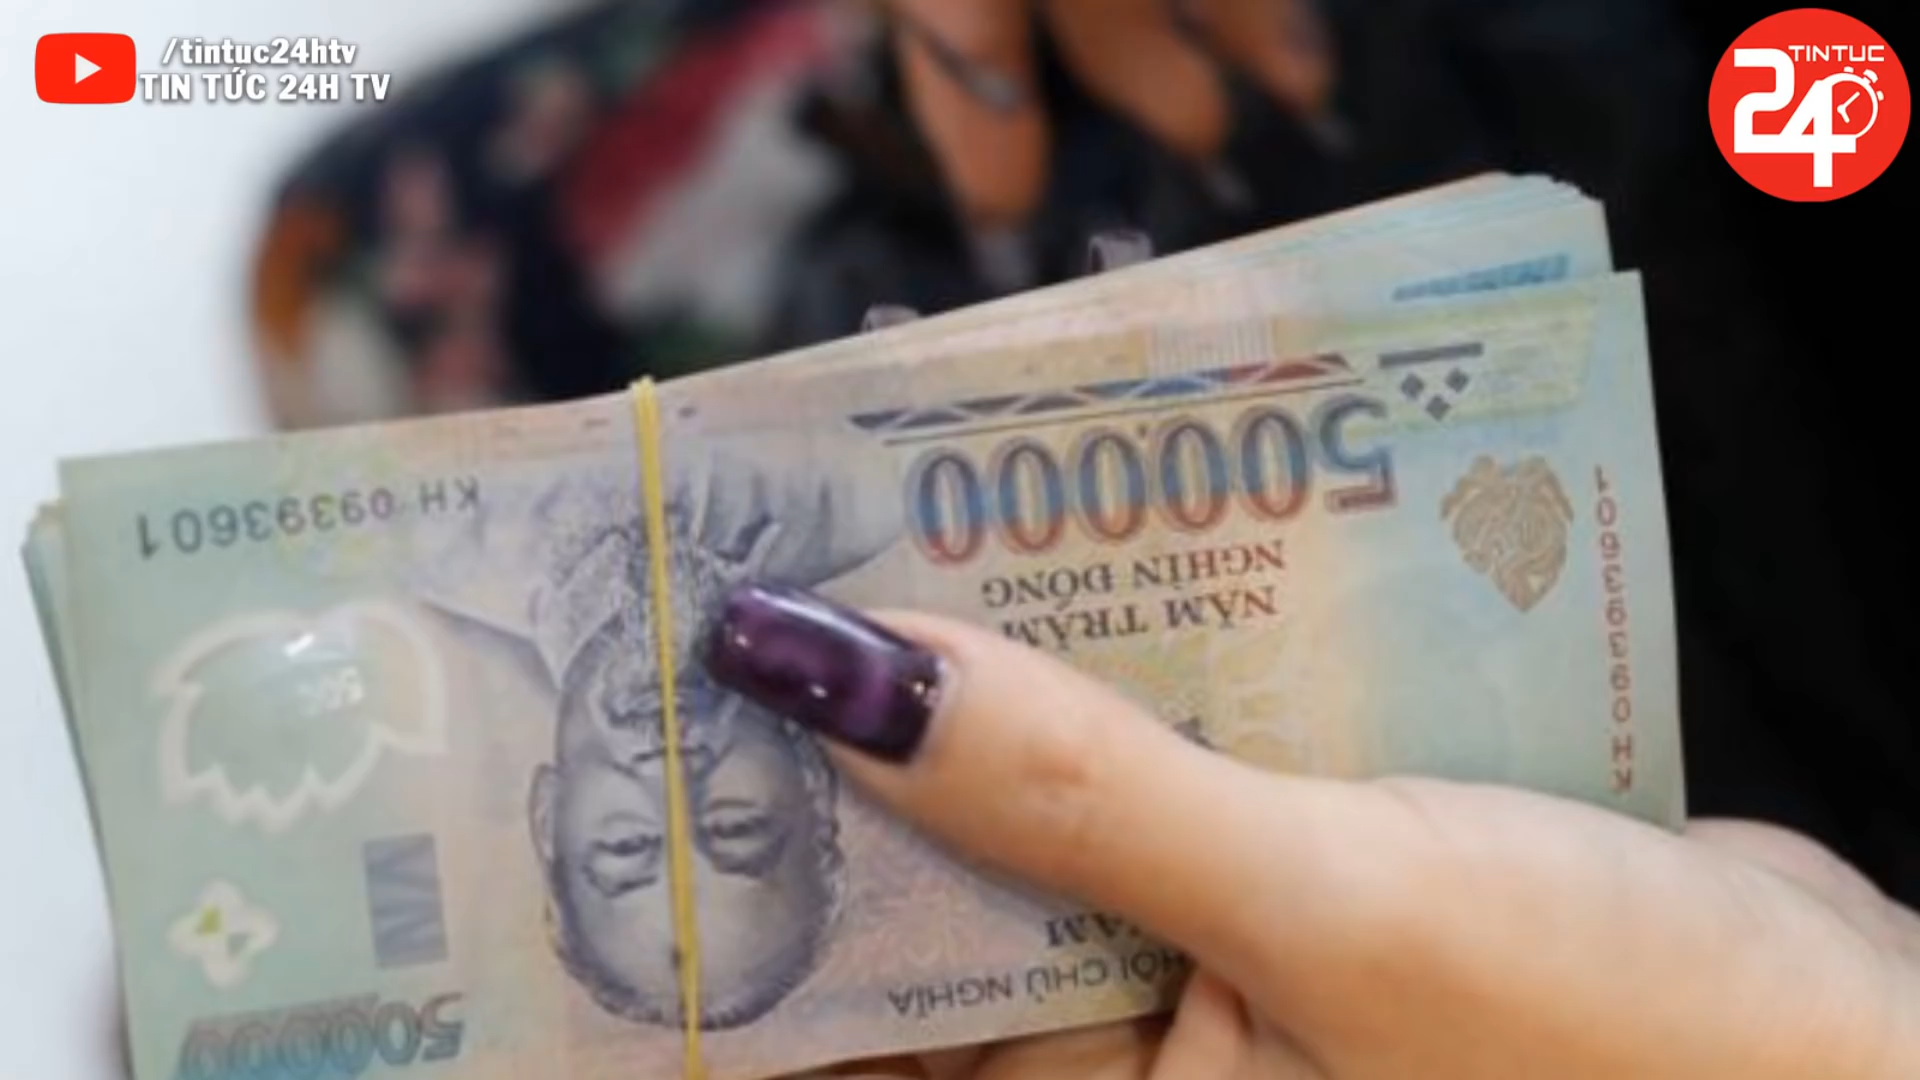 /tintuc24htv
TIN TỨC 24H TV
TINTUC
24
HỘI CHỦ NGHĨA
NĂM TRĂM
NGHÌN ĐỒNG
500000
KH 09393601
KH 09393601
500000